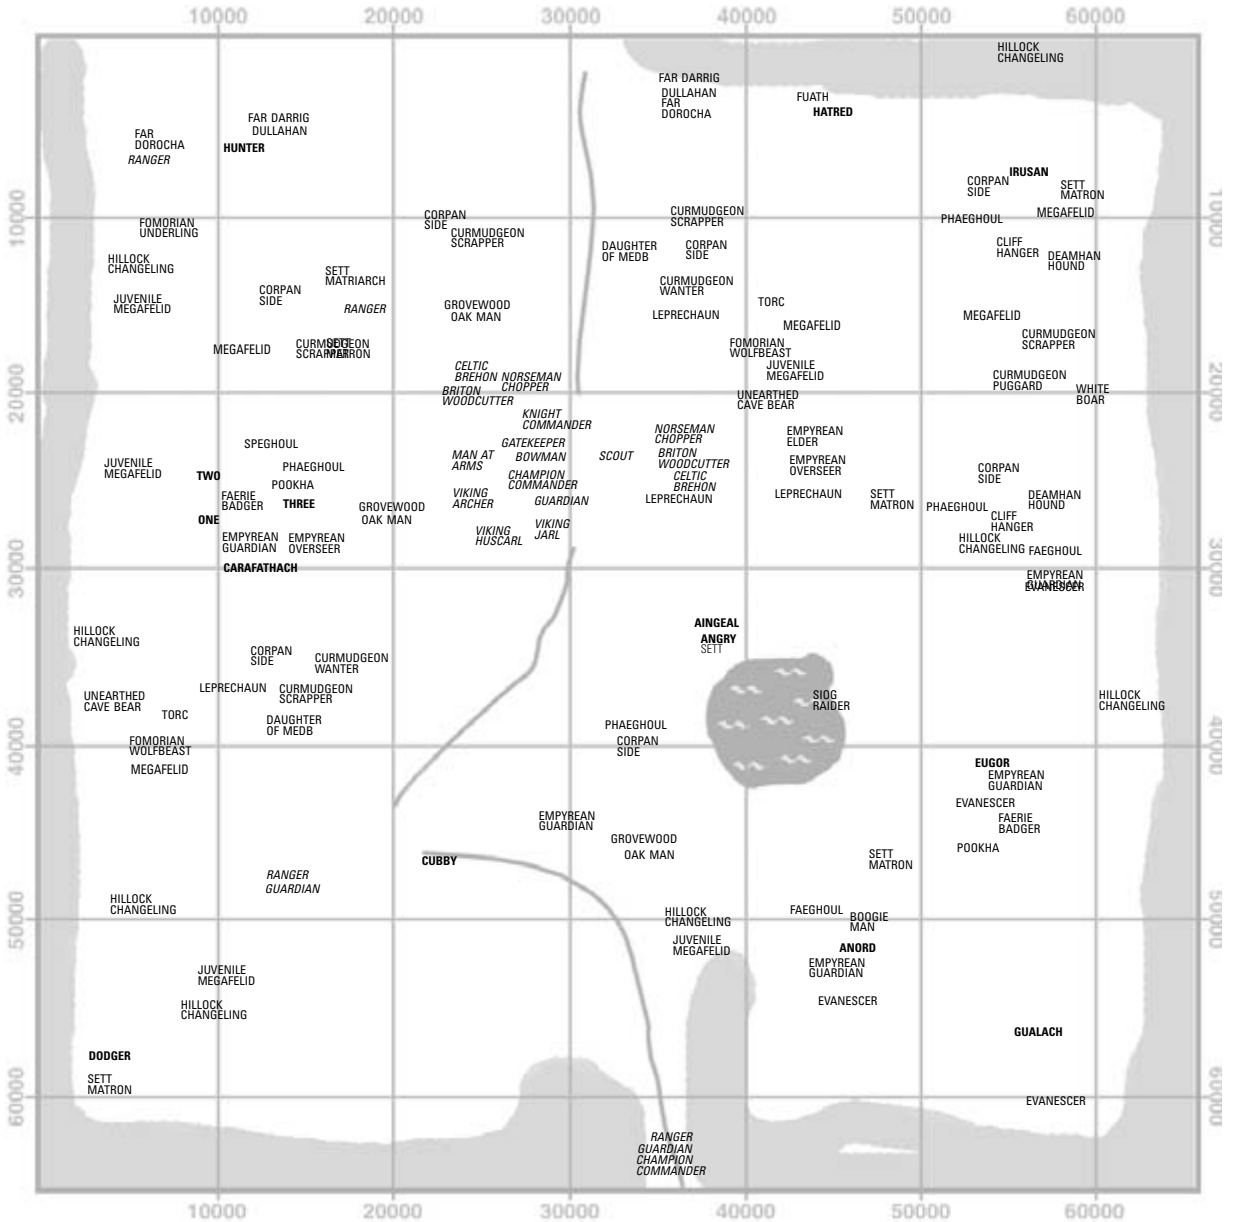 10000 20000 30000 40000 50000 60000
HILLOCK
CHANGELING
FAR DARRIG
DULLAHAN
FAR
DOROCHA
FUATH
HATRED
FAR DARRIG
DULLAHAN
HUNTER
FAR
DOROCHA
RANGER
IRUSAN
CORPAN
SIDE
SETT
MATRON
MEGAFELID
PHAEGHOUL
10000
10000
FOMORIAN
UNDERLING
CORPAN
SIDE
CURMUDGEON
SCRAPPER
CURMUDGEON
SCRAPPER
DAUGHTER
OF MEDB
CORPAN
SIDE
CLIFF
HANGER
DEAMHAN
HOUND
HILLOCK
CHANGELING
SETT
MATRIARCH
CORPAN
SIDE
RANGER
JUVENILE
MEGAFELID
CURMUDGEON
WANTER
LEPRECHAUN
TORC
MEGAFELID
GROVEWOOD
OAK MAN
MEGAFELID
CURMUDGEON
SCRAPPER
MEGAFELID
CURMUDGEON
SCRAPPER
SETT
MATRON
FOMORIAN
WOLFBEAST
JUVENILE
MEGAFELID
CELTIC
BREHON
NORSEMAN
CHOPPER
BRITON
WOODCUTTER
CURMUDGEON
PUGGARD
WHITE
BOAR
UNEARTHED
CAVE BEAR
20000
20000
KNIGHT
COMMANDER
GATEKEEPER
BOWMAN
SCOUT
NORSEMAN
CHOPPER
BRITON
WOODCUTTER
CELTIC
BREHON
LEPRECHAUN
EMPYREAN
ELDER
EMPYREAN
OVERSEER
LEPRECHAUN
SETT
MATRON
SPEGHOUL
JUVENILE
MEGAFELID
TWO
PHAEGHOUL
POOKHA
FAERIE
BADGER
THREE
ONE
MAN AT
ARMS
CHAMPION
COMMANDER
VIKING
ARCHER
GUARDIAN
GROVEWOOD
OAK MAN
VIKING
HUSCARL
VIKING
JARL
CORPAN
SIDE
DEAMHAN
HOUND
PHAEGHOUL
CLIFF
HANGER
HILLOCK
CHANGELING
FAEGHOUL
EMPYREAN
GUARDIAN
EMPYREAN
OVERSEER
CARAFATHACH
30000
30000
EMPYREAN
GUARDIAN
EVANESCER
AINGEAL
ANGRY
SETT
HILLOCK
CHANGELING
CORPAN
SIDE
CURMUDGEON
WANTER
LEPRECHAUN
CURMUDGEON
SCRAPPER
UNEARTHED
CAVE BEAR
TORC
DAUGHTER
OF MEDB
FOMORIAN
WOLFBEAST
MEGAFELID
SIOG
RAIDER
HILLOCK
CHANGELING
PHAEGHOUL
CORPAN
SIDE
40000
40000
EUGOR
EMPYREAN
GUARDIAN
EVANESCER
FAERIE
BADGER
POOKHA
EMPYREAN
GUARDIAN
GROVEWOOD
OAK MAN
SETT
MATRON
CUBBY
RANGER
GUARDIAN
HILLOCK
CHANGELING
HILLOCK
CHANGELING
JUVENILE
MEGAFELID
FAEGHOUL
BOOGIE
MAN
ANORD
EMPYREAN
GUARDIAN
EVANESCER
50000
50000
JUVENILE
MEGAFELID
HILLOCK
CHANGELING
GUALACH
DODGER
SETT
MATRON
EVANESCER
60000
60000
RANGER
GUARDIAN
CHAMPION
COMMANDER
10000 20000 30000 40000 50000 60000